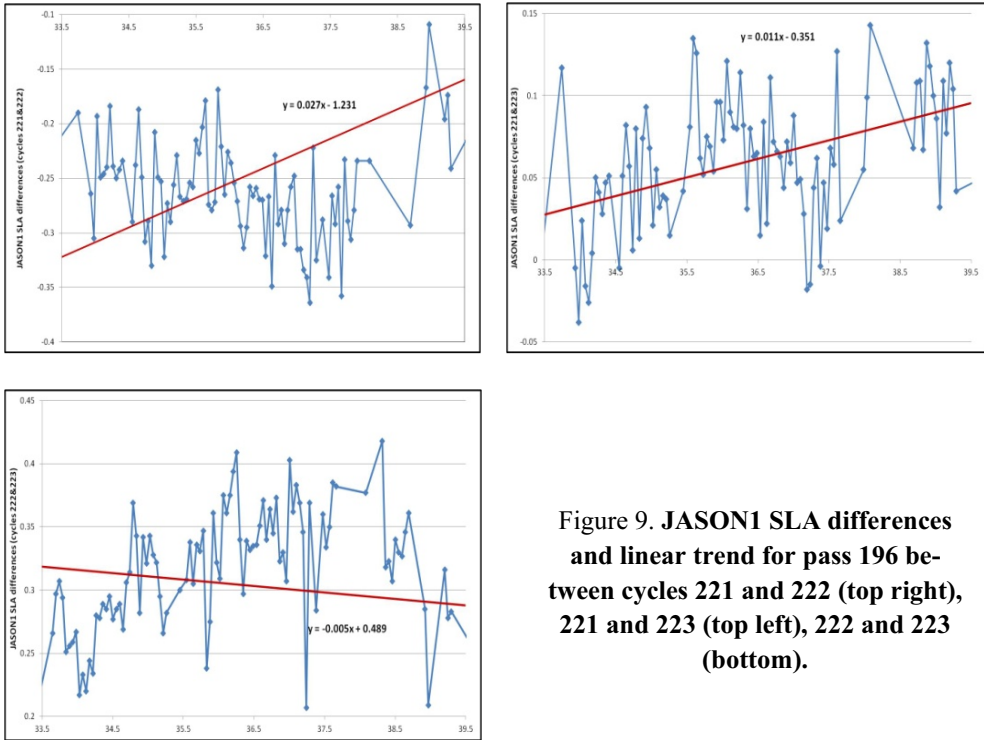 -0.1
33.5 34.5 35.5 36.5 37.5 38.5 39.5
y = 0.027x - 1.231
-0.15
-0.2
-0.25
-0.3
-0.35
-0.4
JASON1 SLA differences (cycles 221&222)
0.15
y = 0.011x - 0.351
0.1
0.05
0
33.5 34.5 35.5 36.5 37.5 38.5 39.5
-0.05
JASON1 SLA differences (cycles 221&223)
0.45
0.4
0.35
0.3
y = -0.005x + 0.489
0.25
0.2
33.5 34.5 35.5 36.5 37.5 38.5 39.5
JASON1 SLA differences (cycles 222&223)
Figure 9. JASON1 SLA differences
and linear trend for pass 196 be-
tween cycles 221 and 222 (top right),
221 and 223 (top left), 222 and 223
(bottom).